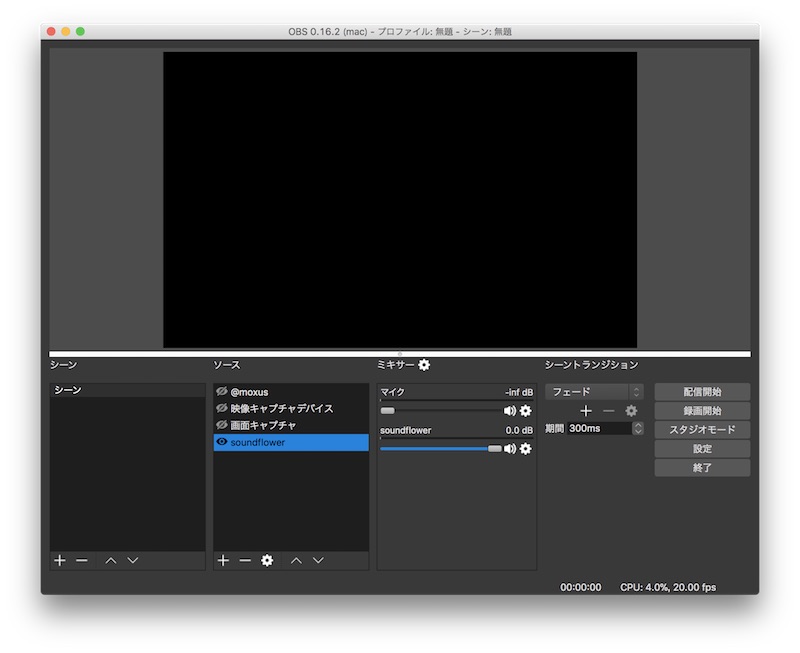 OBS 0.16.2 (mac) - プロファイル: 無題 - シーン: 無題
シーン
ソース
ミキサー
シーントランジション
シーン
@moxus
映像キャプチャデバイス
画面キャプチャ
soundflower
マイク -inf dB
soundflower 0.0 dB
フェード
期間 300ms
配信開始
録画開始
スタジオモード
設定
終了
00:00:00 CPU: 4.0%, 20.00 fps